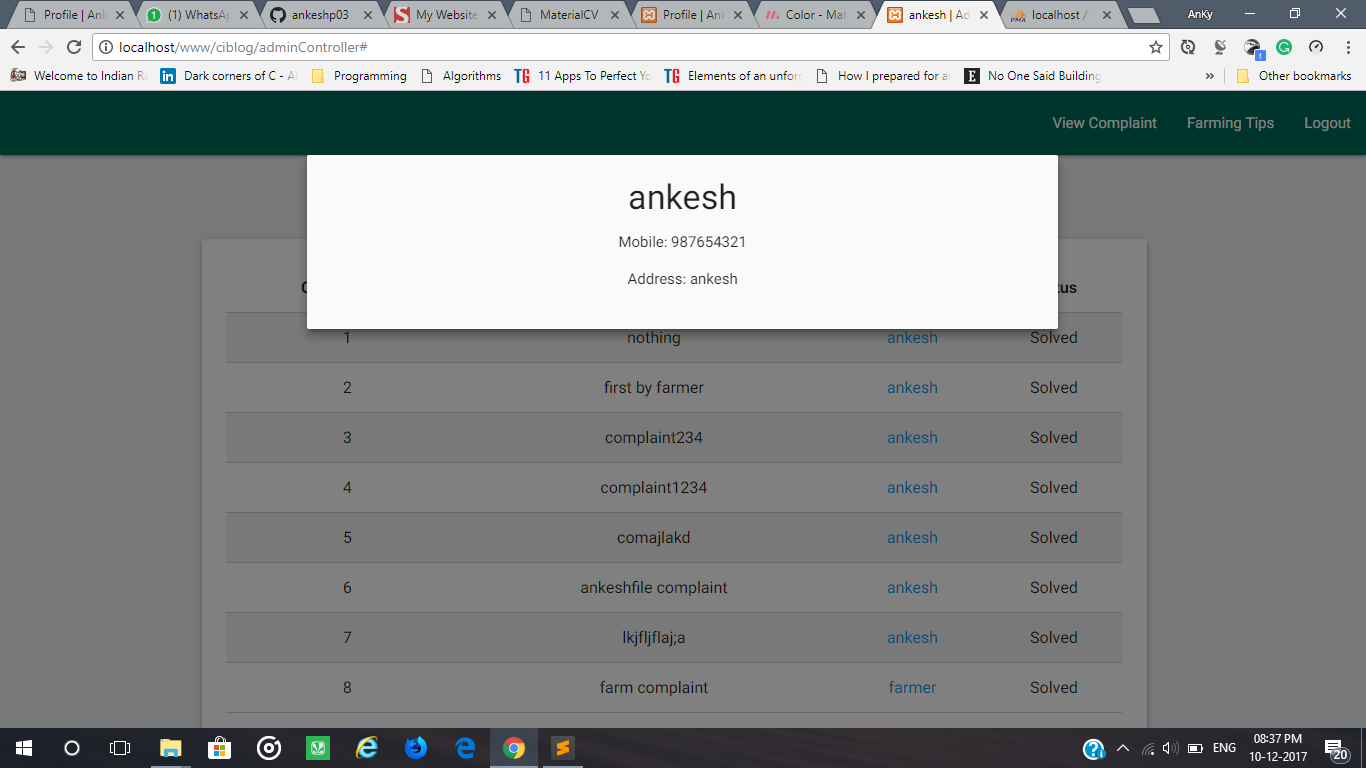 Profile | Ank
(1) WhatsAp
ankeshp03
My Website
MaterialCV
Profile | Ank
Color - Mat
ankesh | Ad
localhost /
AnKy
localhost/www/ciblog/adminController#
Welcome to Indian Ra
Dark corners of C - A
Programming
Algorithms
TG 11 Apps To Perfect Yo
TG Elements of an unforg
How I prepared for a
E No One Said Building
» Other bookmarks
View Complaint
Farming Tips
Logout
ankesh
Mobile: 987654321
Address: ankesh
1 nothing ankesh Solved
2 first by farmer ankesh Solved
3 complaint234 ankesh Solved
4 complaint1234 ankesh Solved
5 comajlakd ankesh Solved
6 ankeshfile complaint ankesh Solved
7 lkjfljflaj;a ankesh Solved
8 farm complaint farmer Solved
ENG
08:37 PM
10-12-2017
20